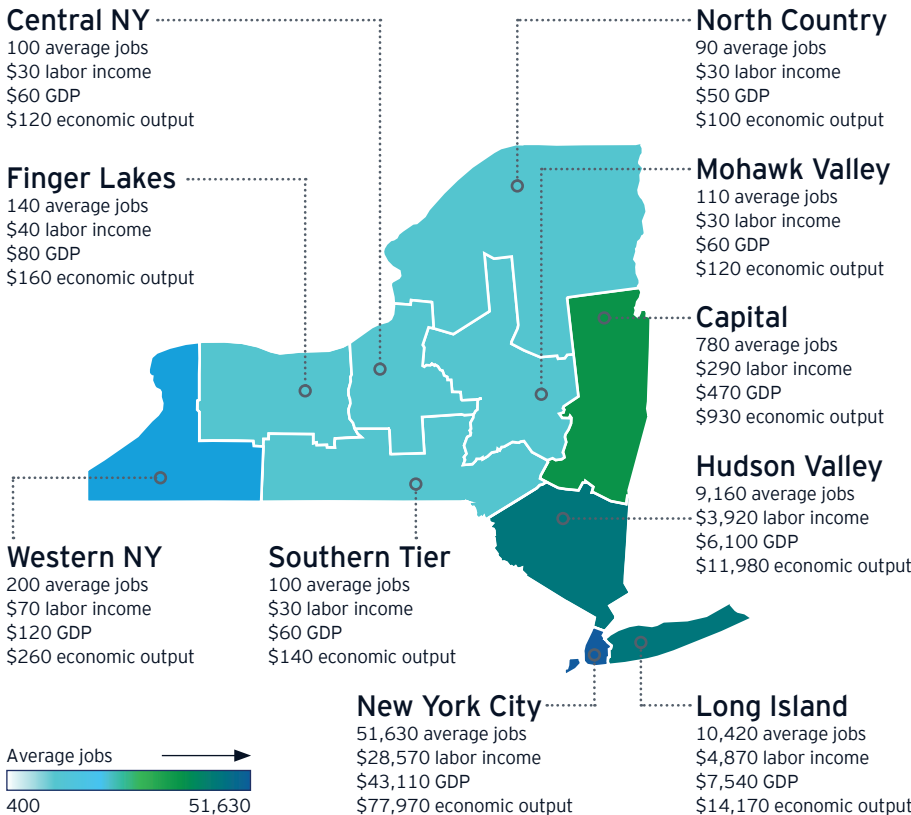 Central NY
100 average jobs
$30 labor income
$60 GDP
$120 economic output
North Country
90 average jobs
$30 labor income
$50 GDP
$100 economic output
Finger Lakes
140 average jobs
$40 labor income
$80 GDP
$160 economic output
Mohawk Valley
110 average jobs
$30 labor income
$60 GDP
$120 economic output
Capital
780 average jobs
$290 labor income
$470 GDP
$930 economic output
Hudson Valley
9,160 average jobs
$3,920 labor income
$6,100 GDP
$11,980 economic output
Western NY
200 average jobs
$70 labor income
$120 GDP
$260 economic output
Southern Tier
100 average jobs
$30 labor income
$60 GDP
$140 economic output
New York City
51,630 average jobs
$28,570 labor income
$43,110 GDP
$77,970 economic output
Long Island
10,420 average jobs
$4,870 labor income
$7,540 GDP
$14,170 economic output
Average jobs
400 51,630